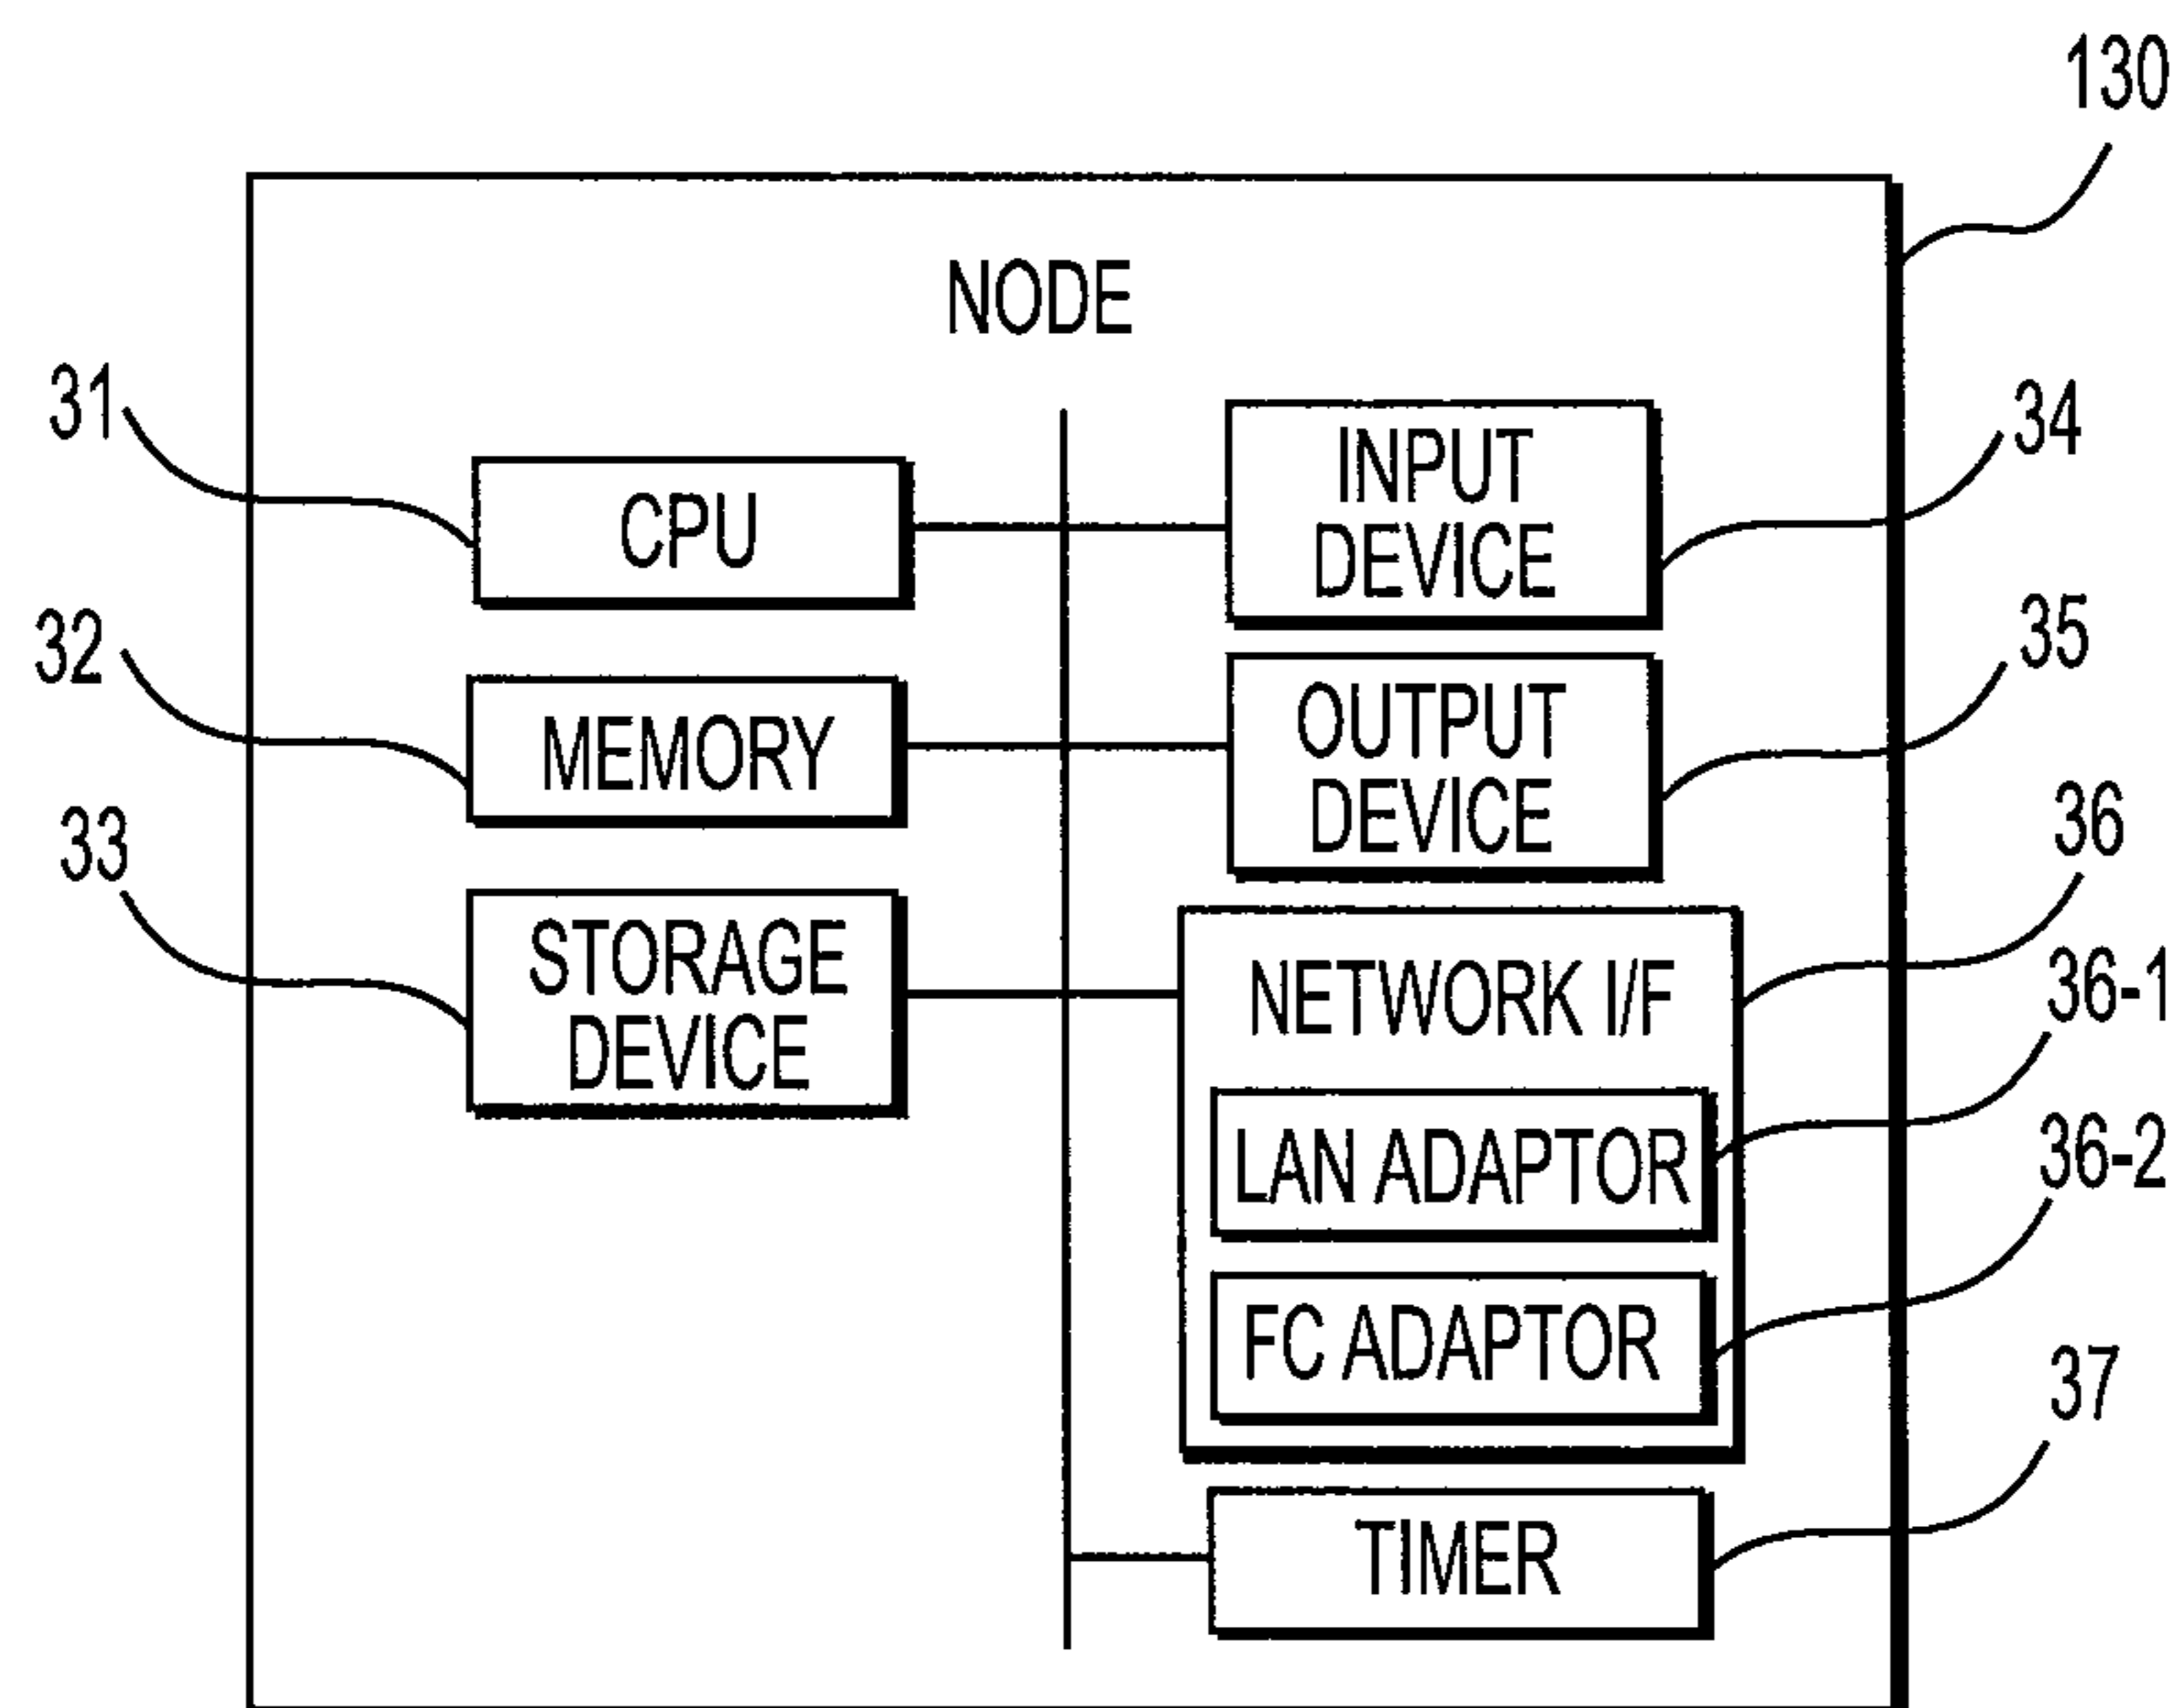 130
NODE
31
CPU
INPUT
DEVICE
34
32
MEMORY
OUTPUT
DEVICE
35
33
STORAGE
DEVICE
NETWORK I/F
36
LAN ADAPTOR
36-1
FC ADAPTOR
36-2
TIMER
37